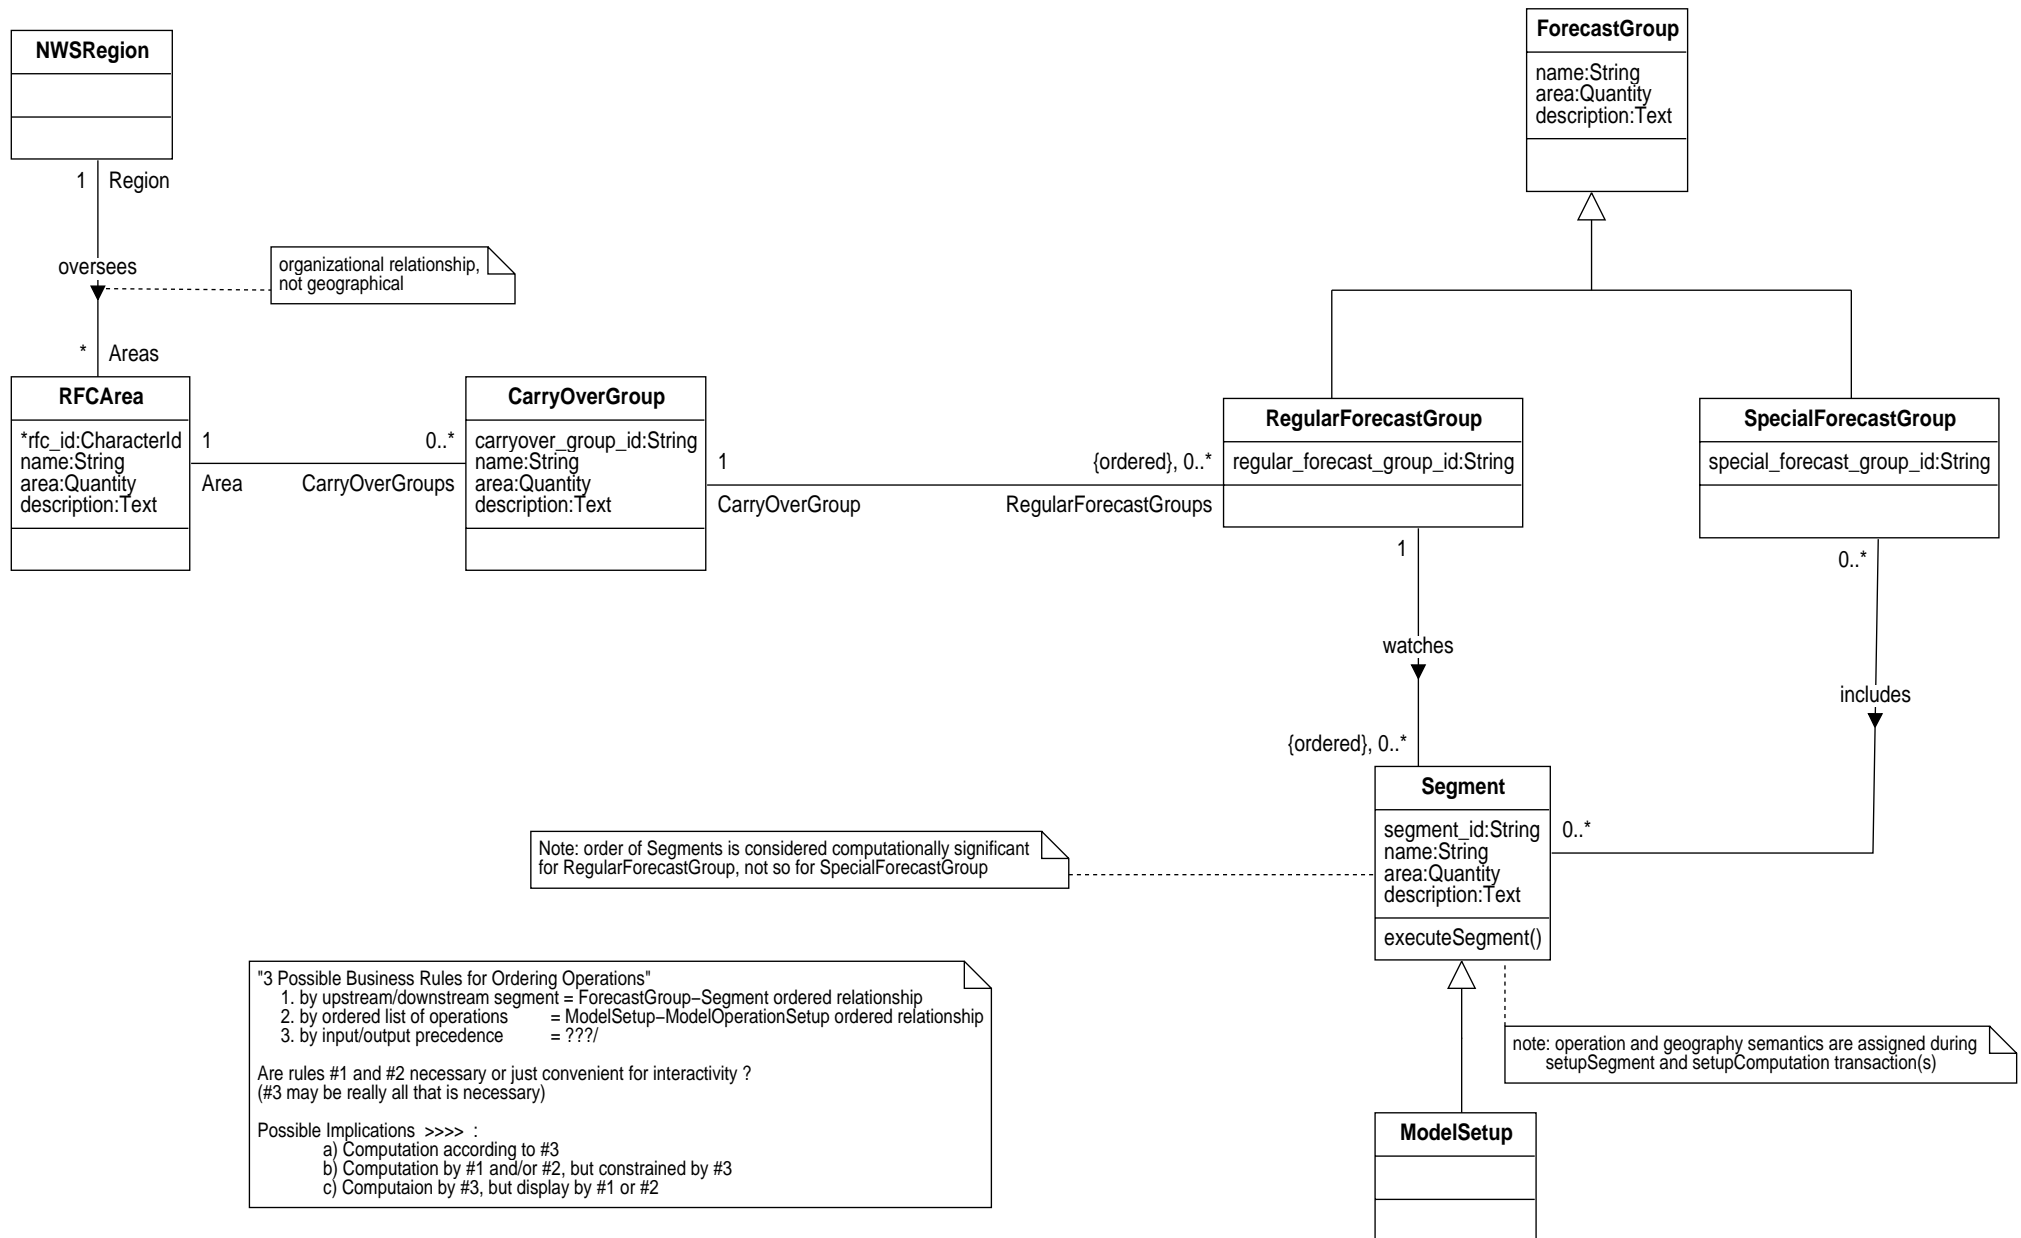 NWSRegion
1 Region
oversees
organizational relationship,
not geographical
* Areas
RFCArea
*rfc_id:CharacterId
name:String
area:Quantity
description:Text
1
Area
0..*
CarryOverGroups
CarryOverGroup
carryover_group_id:String
name:String
area:Quantity
description:Text
1
CarryOverGroup
{ordered}, 0..*
RegularForecastGroups
ForecastGroup
name:String
area:Quantity
description:Text
RegularForecastGroup
regular_forecast_group_id:String
SpecialForecastGroup
special_forecast_group_id:String
1
watches
{ordered}, 0..*
0..*
includes
0..*
Segment
segment_id:String
name:String
area:Quantity
description:Text
executeSegment()
Note: order of Segments is considered computationally significant
for RegularForecastGroup, not so for SpecialForecastGroup
"3 Possible Business Rules for Ordering Operations"
1. by upstream/downstream segment = ForecastGroup–Segment ordered relationship
2. by ordered list of operations = ModelSetup–ModelOperationSetup ordered relationship
3. by input/output precedence = ???/
Are rules #1 and #2 necessary or just convenient for interactivity ?
(#3 may be really all that is necessary)
Possible Implications >>>> :
a) Computation according to #3
b) Computation by #1 and/or #2, but constrained by #3
c) Computaion by #3, but display by #1 or #2
note: operation and geography semantics are assigned during
setupSegment and setupComputation transaction(s)
ModelSetup